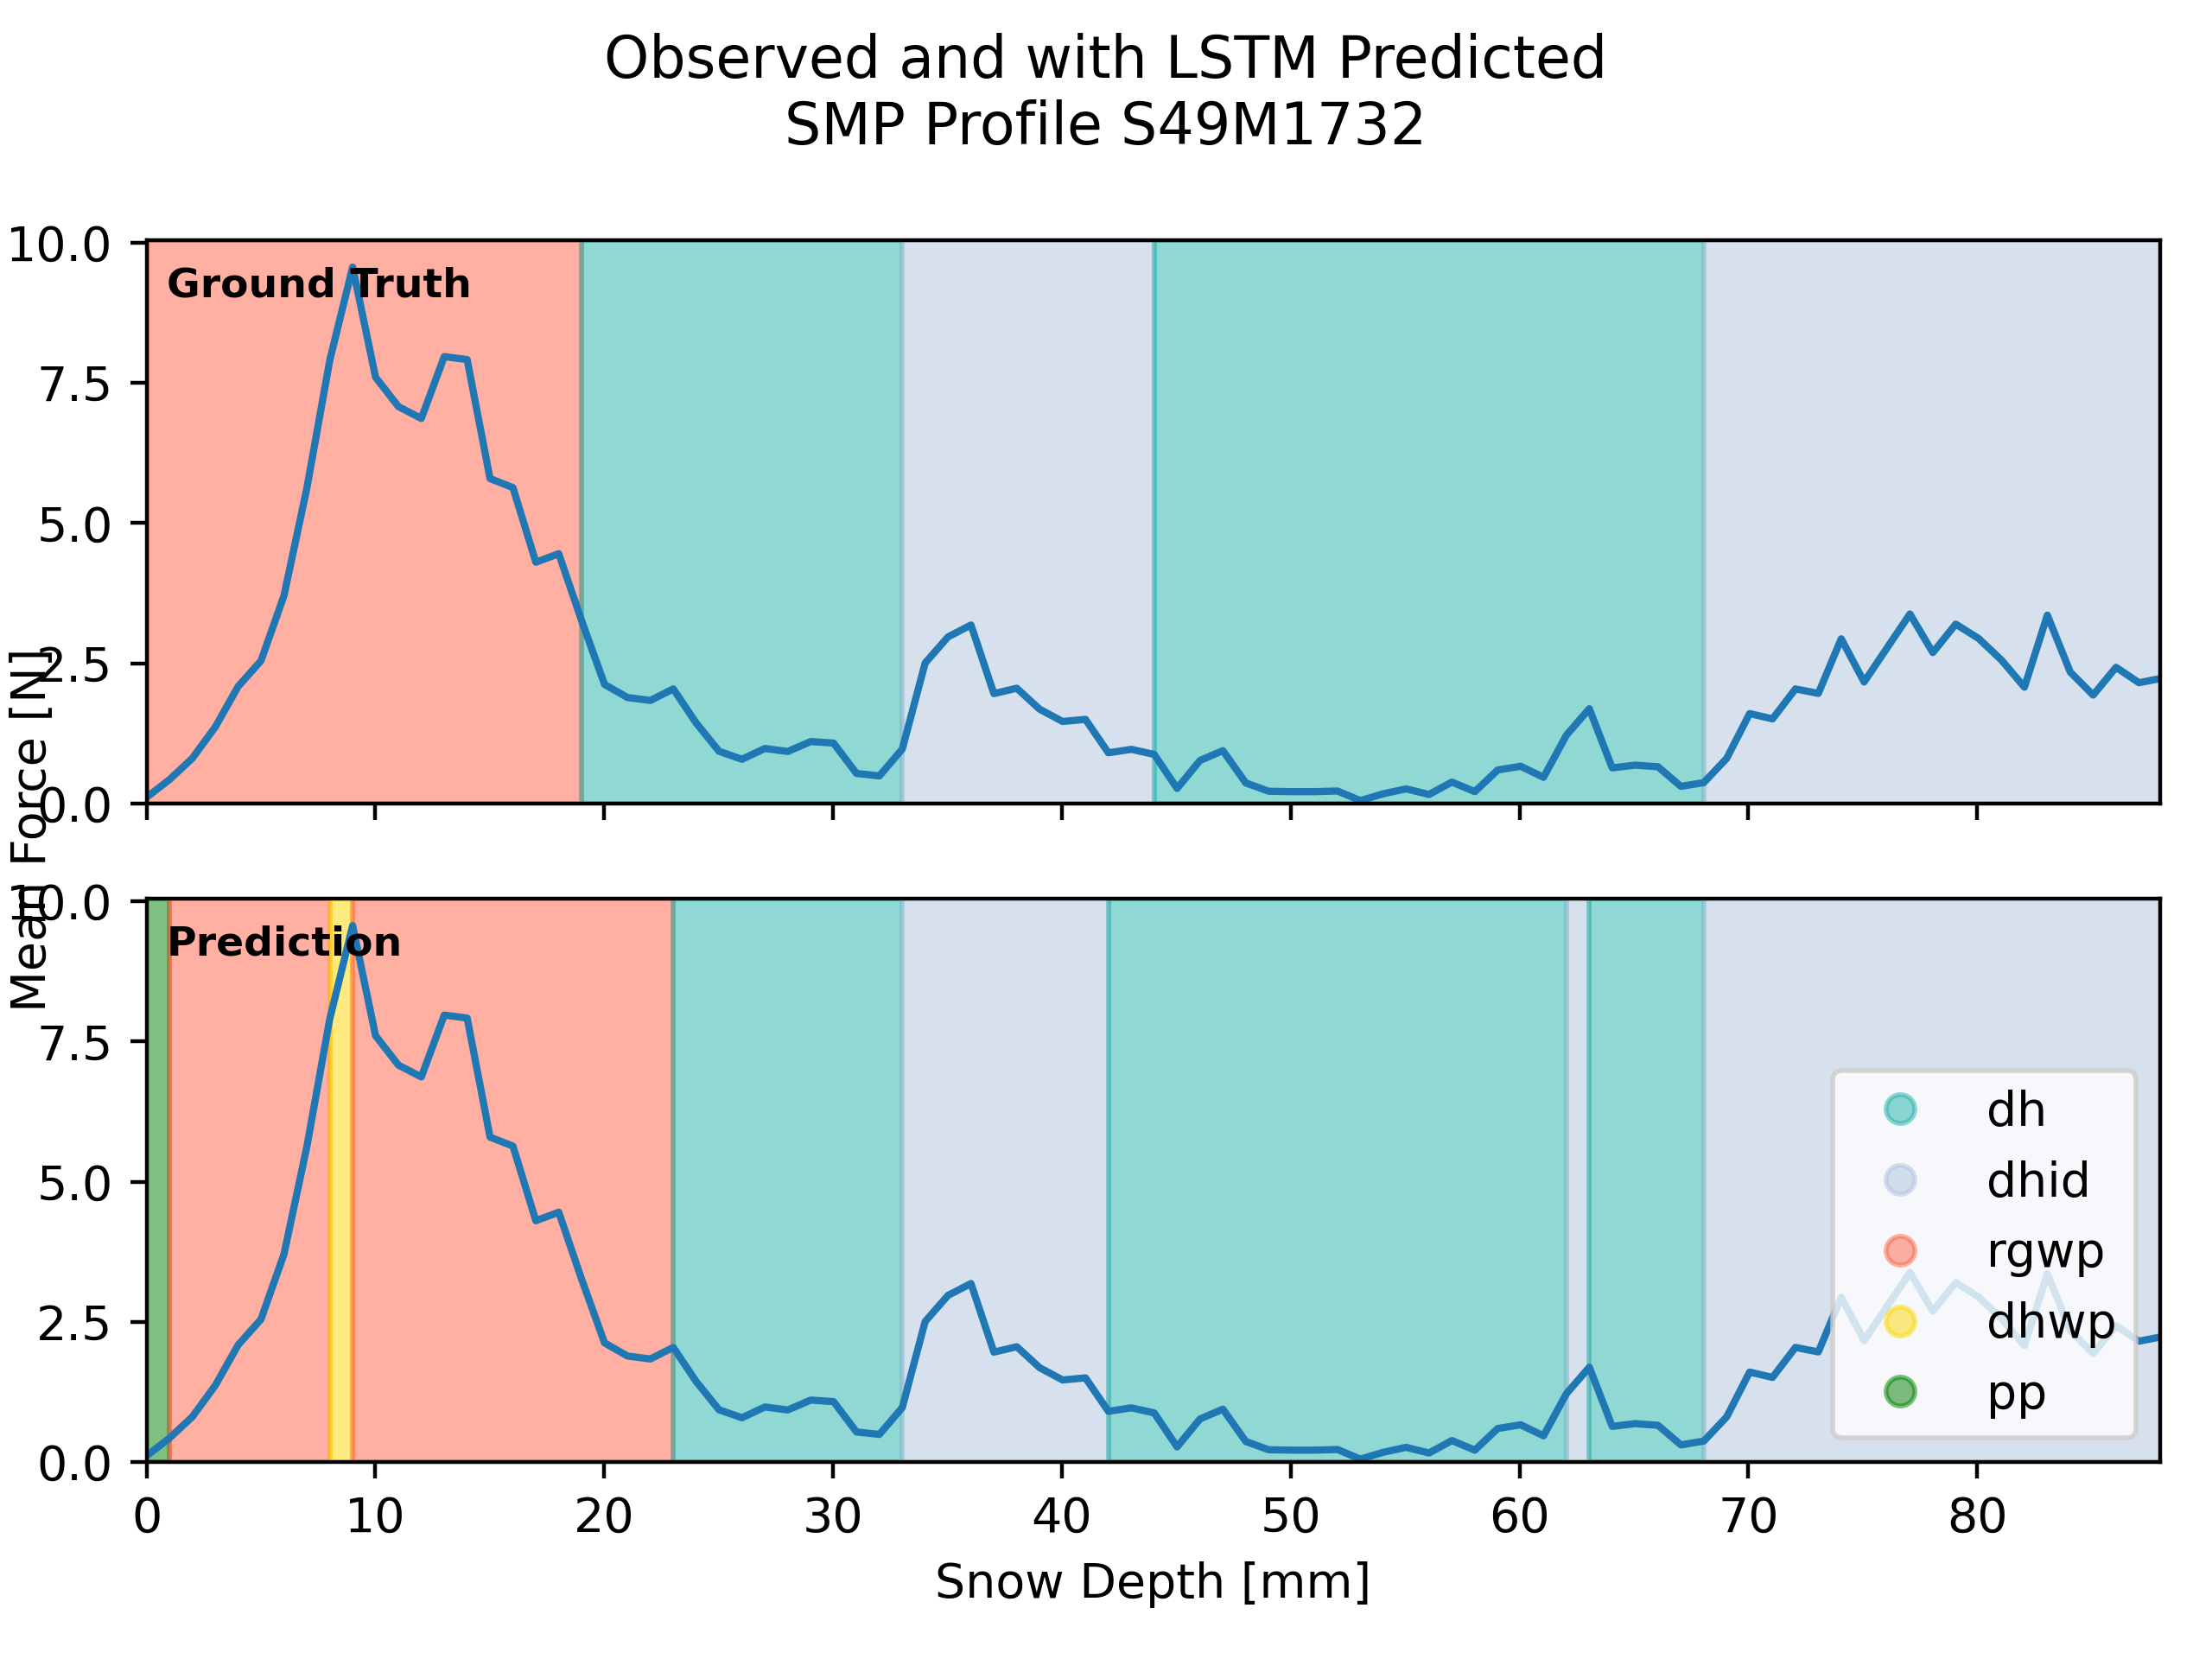 Observed and with LSTM Predicted
SMP Profile S49M1732
Mean Force [N]
10.0
7.5
5.0
2.5
0.0
Ground Truth
10.0
7.5
5.0
2.5
0.0
Prediction
dh
dhid
rgwp
dhwp
pp
0 10 20 30 40 50 60 70 80
Snow Depth [mm]